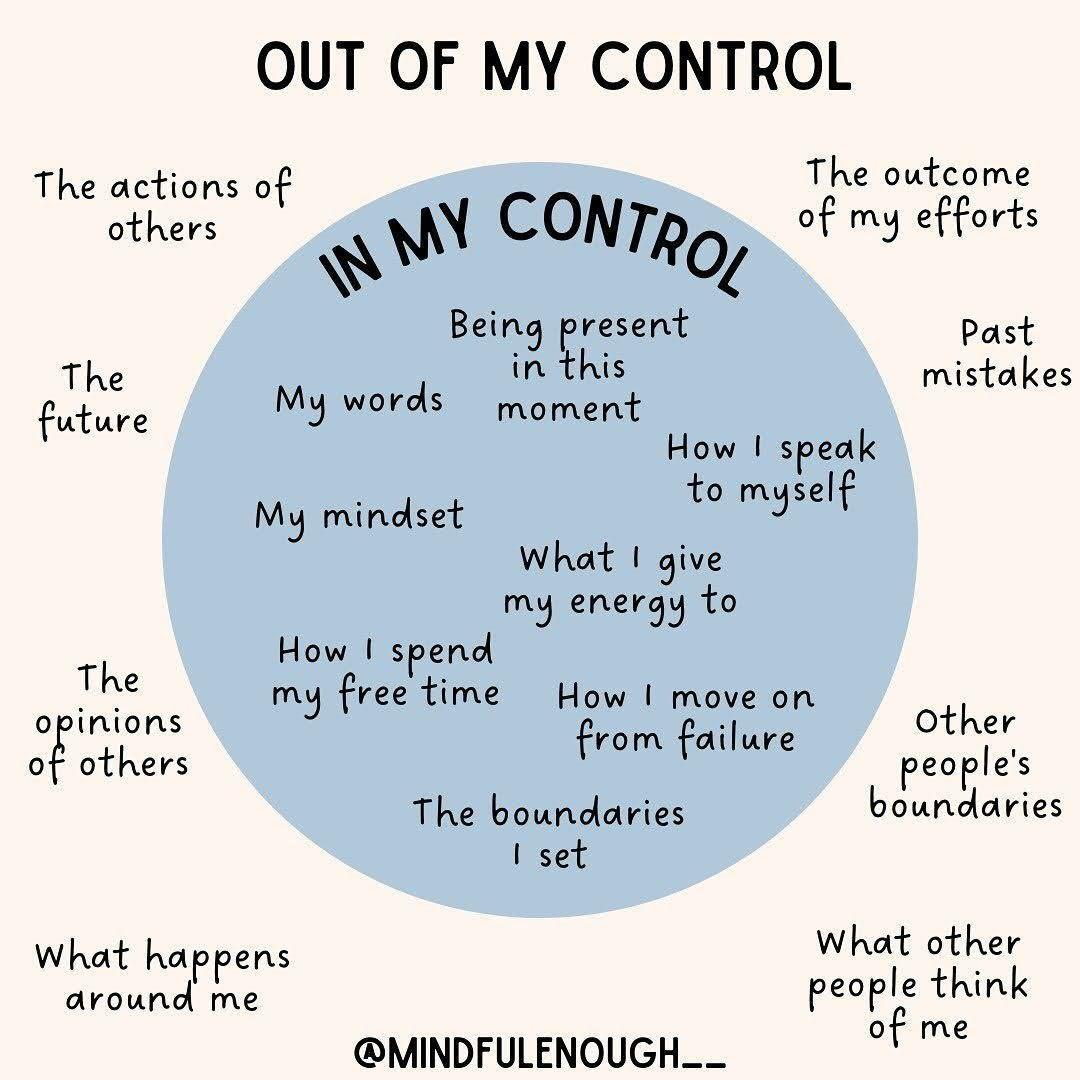 OUT OF MY CONTROL
The actions of
others
The outcome
of my efforts
IN MY CONTROL
Being present
in this
moment
My words
The
future
Past
mistakes
How I speak
to myself
My mindset
What I give
my energy to
How I spend
my free time
How I move on
from failure
The
opinions
of others
Other
people's
boundaries
The boundaries
I set
What happens
around me
What other
people think
of me
@MINDFULENOUGH__